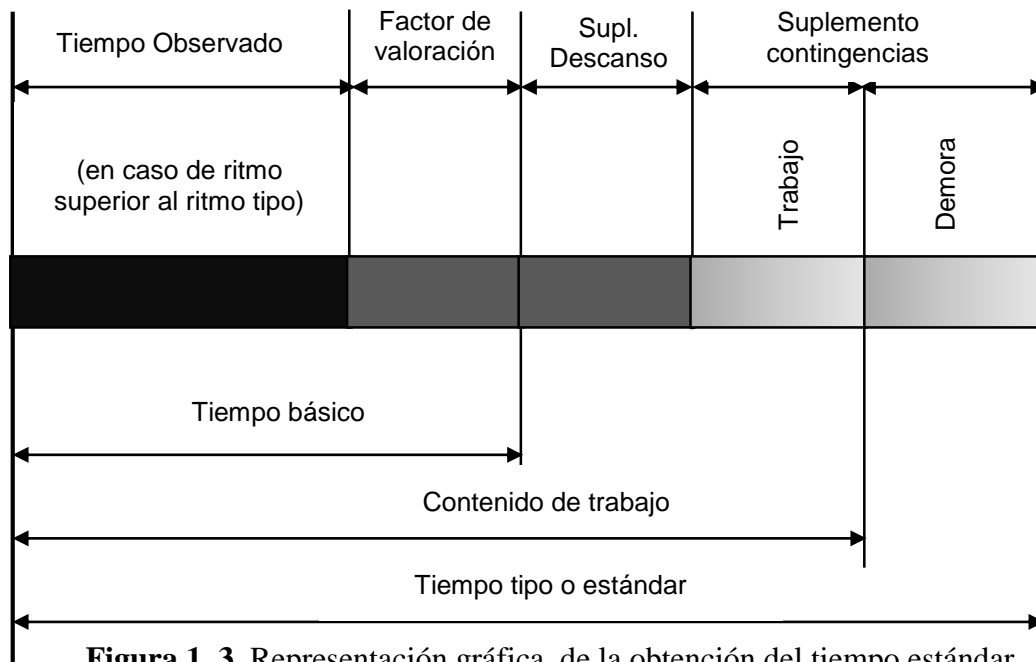 Tiempo Observado
Factor de
valoración
Supl.
Descanso
Suplemento
contingencias
(en caso de ritmo
superior al ritmo tipo)
Trabajo
Demora
Tiempo básico
Contenido de trabajo
Tiempo tipo o estándar
Figura 1. 3. Representación gráfica de la obtención del tiempo estándar